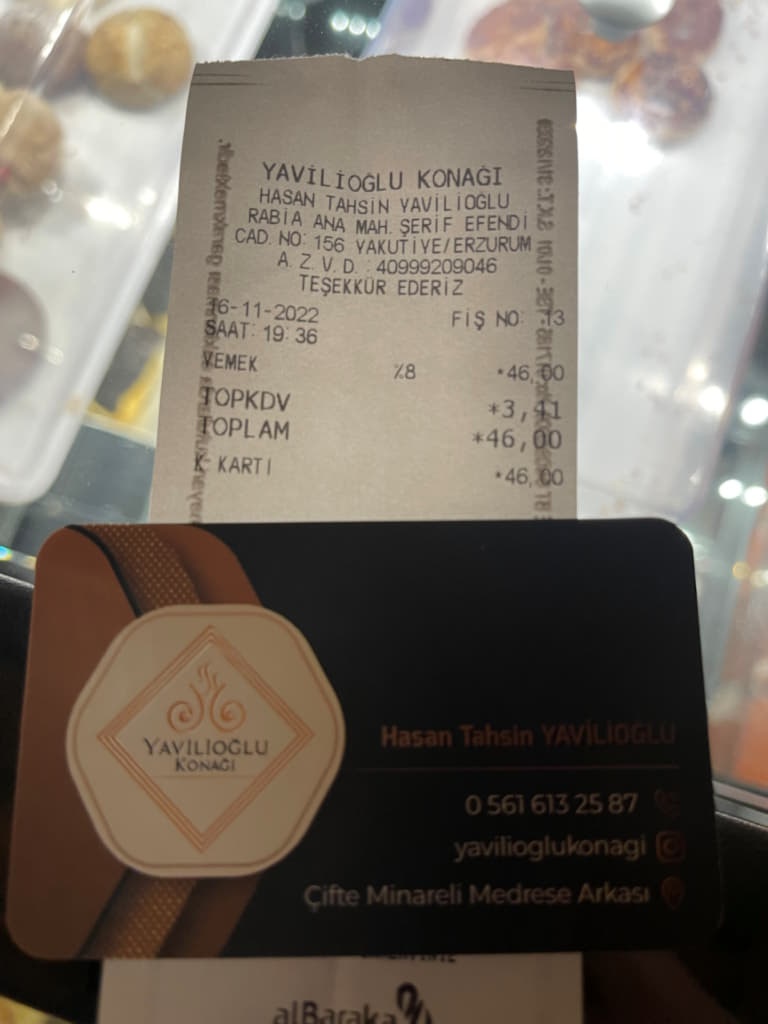 YAVİLİOGLU KONAĞI
HASAN TAHSİN YAVİLİOGLU
RABİA ANA MAH. ŞERİF EFENDİ
CAD. NO: 156 YAKUTİYE/ERZURUM
A. Z. V. D. : 40999209046
TEŞEKKÜR EDERİZ
16-11-2022 FİŞ NO: 13
SAAT: 19: 36
YEMEK %8 *46,00
TOPKDV *3,41
TOPLAM *46,00
K. KARTI *46,00
YAVİLİOĞLU
KONAĞI
Hasan Tahsin YAVİLİOĞLU
0 561 613 25 87
yavilioglukonagi
Çifte Minareli Medrese Arkası
alBaraka